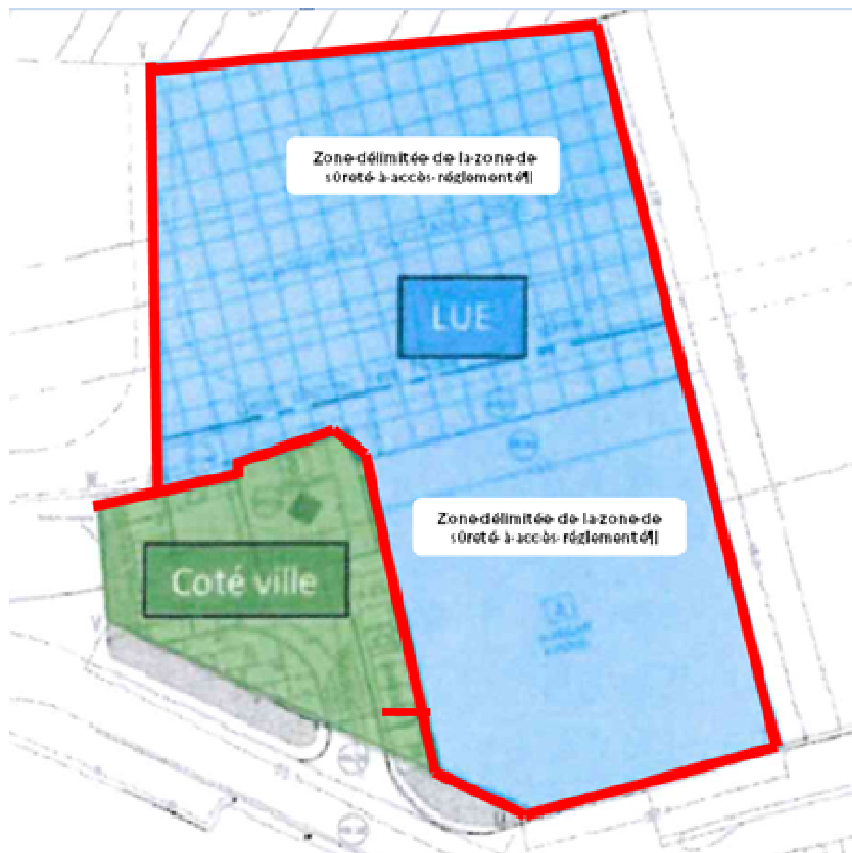 Zone délimitée de la zone de
sûreté à accès réglementé¶
LUE
Zone délimitée de la zone de
sûreté à accès réglementé¶
Coté ville